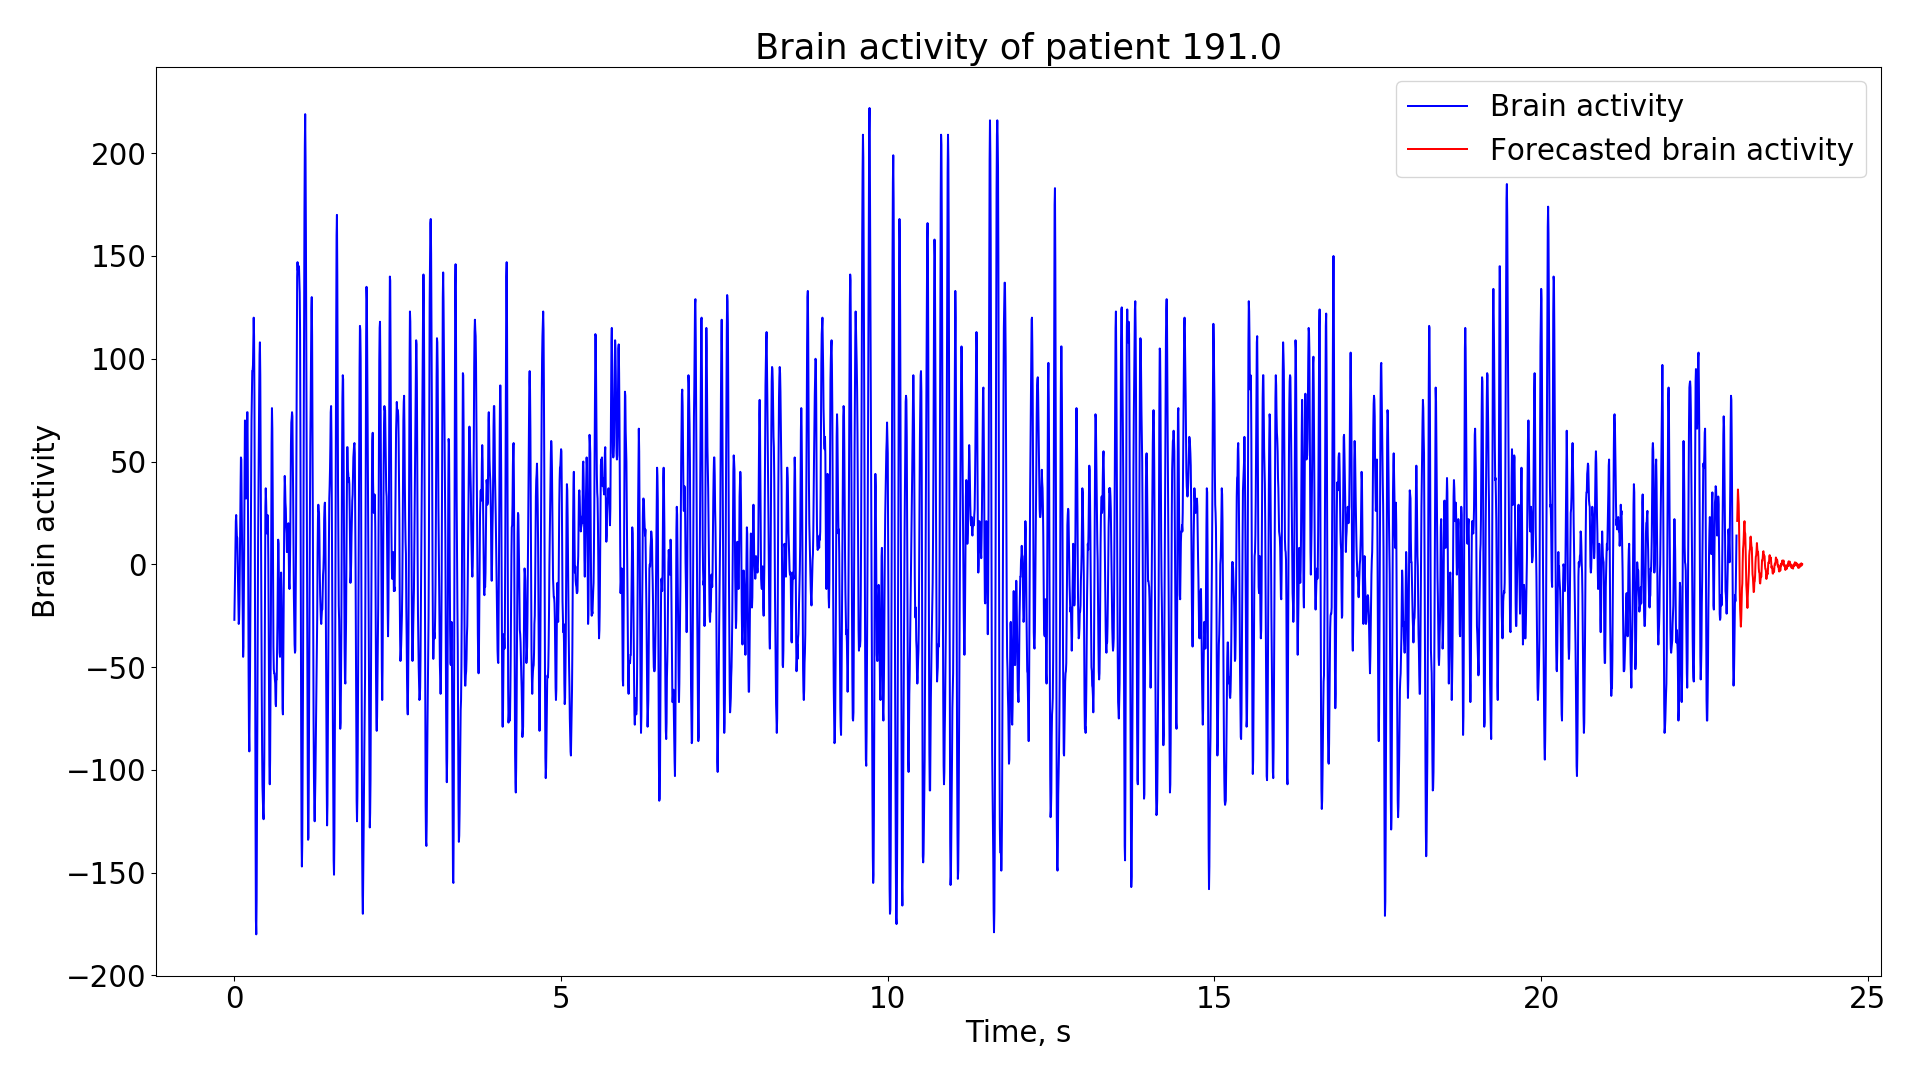 Brain activity of patient 191.0
Brain activity
Forecasted brain activity
200
150
100
50
0
−50
−100
−150
−200
Brain activity
0 5 10 15 20 25
Time, s